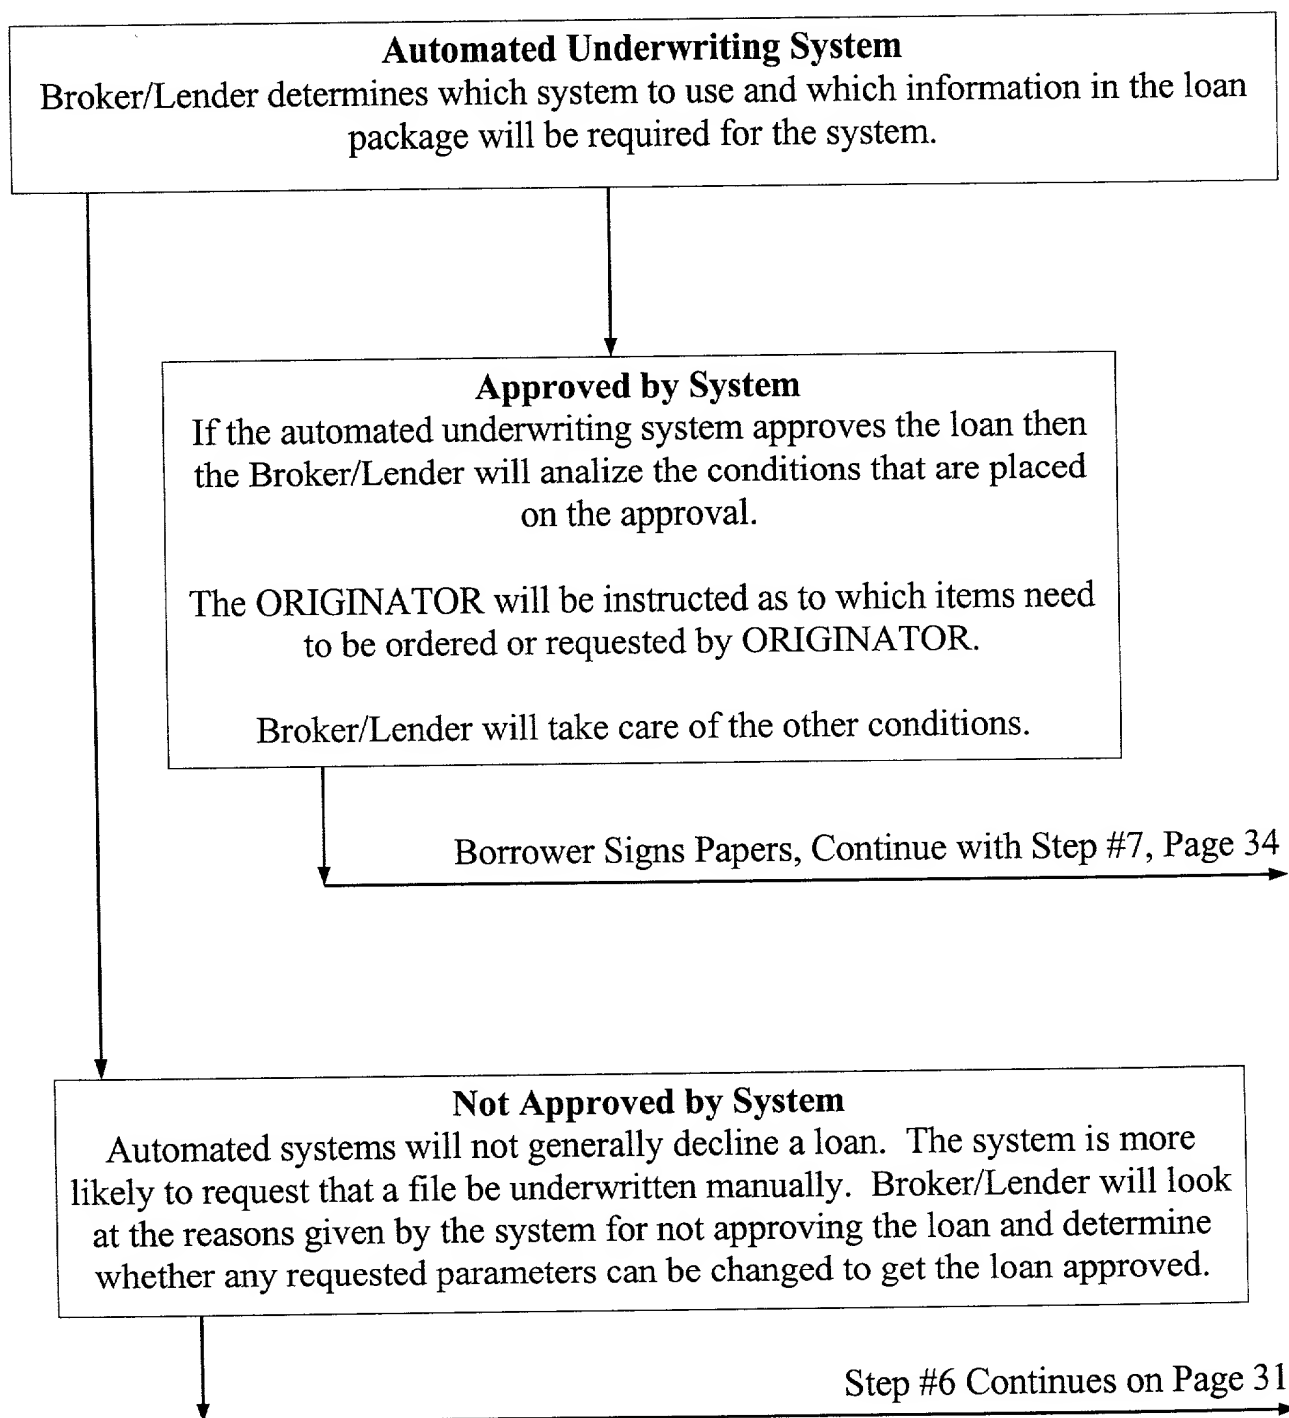 Automated Underwriting System
Broker/Lender determines which system to use and which information in the loan
package will be required for the system.
Approved by System
If the automated underwriting system approves the loan then
the Broker/Lender will analize the conditions that are placed
on the approval.
The ORIGINATOR will be instructed as to which items need
to be ordered or requested by ORIGINATOR.
Broker/Lender will take care of the other conditions.
Borrower Signs Papers, Continue with Step #7, Page 34
Not Approved by System
Automated systems will not generally decline a loan.  The system is more
likely to request that a file be underwritten manually.  Broker/Lender will look
at the reasons given by the system for not approving the loan and determine
whether any requested parameters can be changed to get the loan approved.
Step #6 Continues on Page 31